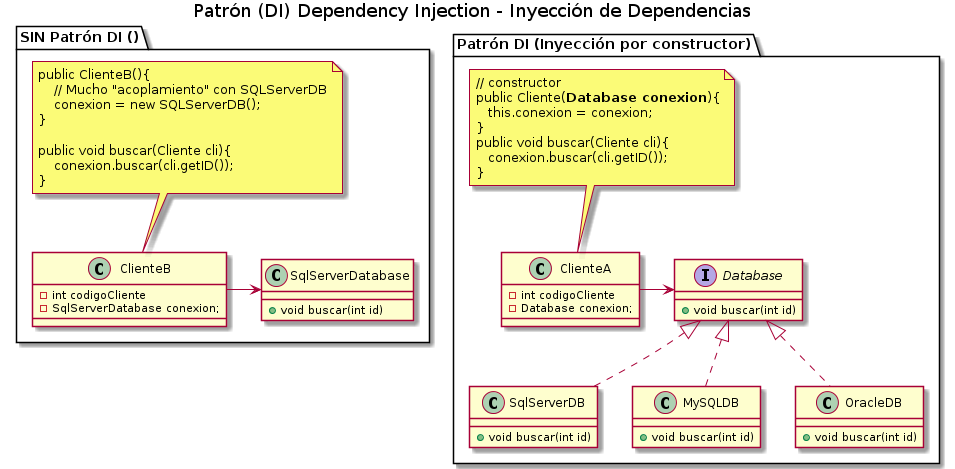 Patrón (DI) Dependency Injection - Inyección de Dependencias
SIN Patrón DI ()
public ClienteB(){
// Mucho "acoplamiento" con SQLServerDB
conexion = new SQLServerDB();
}
public void buscar(Cliente cli){
conexion.buscar(cli.getID());
}
C ClienteB
int codigoCliente
SqlServerDatabase conexion;
C SqlServerDatabase
void buscar(int id)
Patrón DI (Inyección por constructor)
// constructor
public Cliente(Database conexion){
this.conexion = conexion;
}
public void buscar(Cliente cli){
conexion.buscar(cli.getID());
}
C ClienteA
int codigoCliente
Database conexion;
I Database
void buscar(int id)
C SqlServerDB
void buscar(int id)
C MySQLDB
void buscar(int id)
C OracleDB
void buscar(int id)